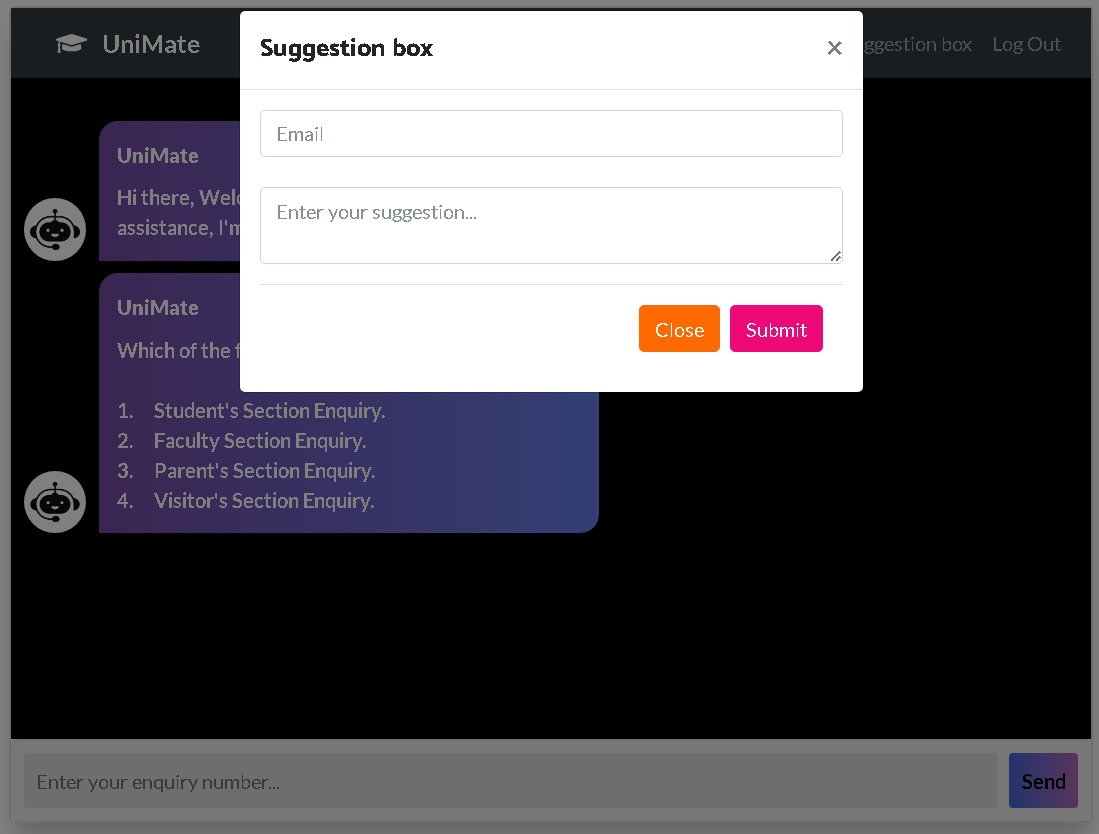 UniMate
Suggestion box
×
ggestion box
Log Out
Email
Enter your suggestion...
Close
Submit
UniMate
Hi there,
assistance, I'm
UniMate
Which of the
1. Student's Section Enquiry.
2. Faculty Section Enquiry.
3. Parent's Section Enquiry.
4. Visitor's Section Enquiry.
Enter your enquiry number...
Send